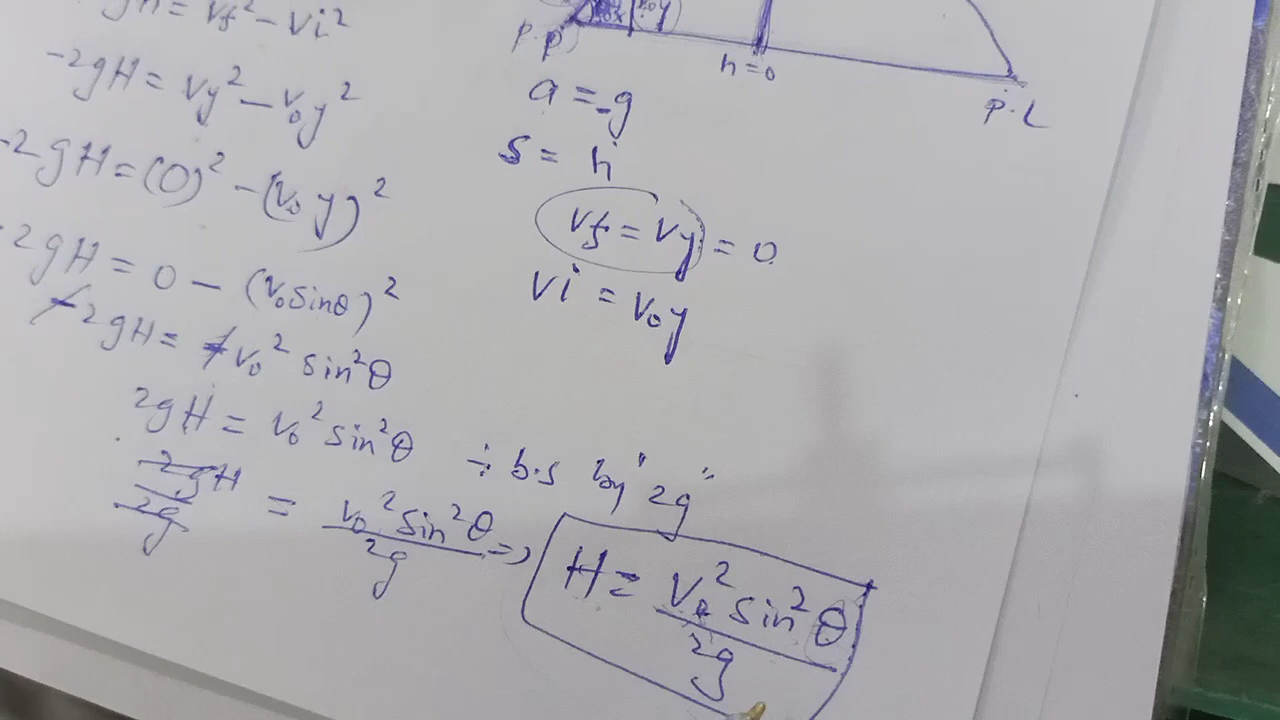 gH = vf² - vi²
-2gH = vy² - v₀y²
-2gH = (0)² - (v₀y)²
-2gH = 0 - (v₀sinθ)²
-2gH = -v₀² sin²θ
2gH = v₀² sin²θ ÷ b.s by "2g"
2gH/2g = v₀² sin²θ/2g => H = v₀² sin²θ/2g
p.p
h=0
p.L
a = -g
s = h
vf = vy = 0
vi = v₀y